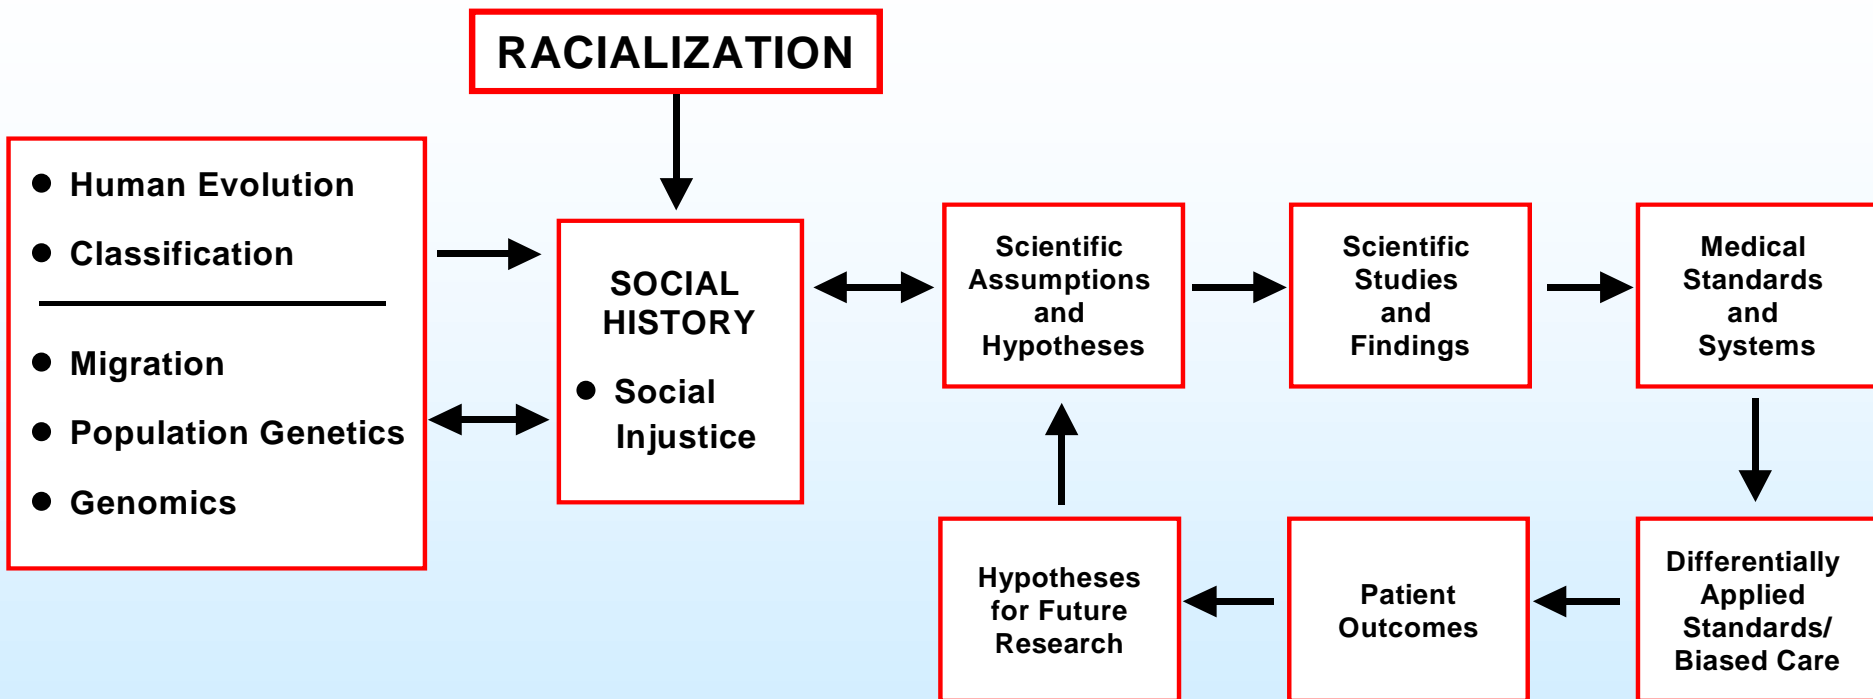 RACIALIZATION
● Human Evolution
● Classification
● Migration
● Population Genetics
● Genomics
SOCIAL
HISTORY
● Social
Injustice
Scientific
Assumptions
and
Hypotheses
Scientific
Studies
and
Findings
Medical
Standards
and
Systems
Differentially
Applied
Standards/
Biased Care
Patient
Outcomes
Hypotheses
for Future
Research